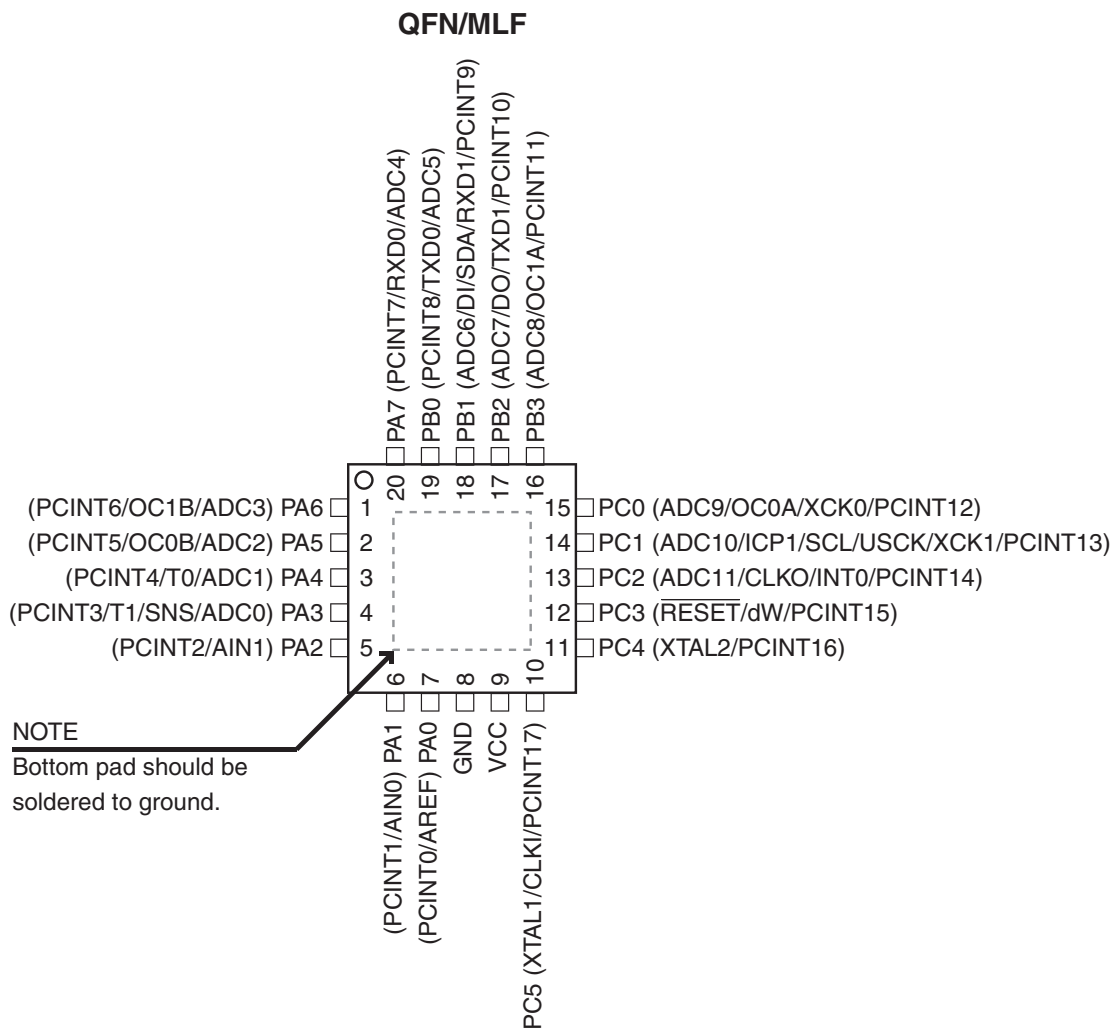 QFN/MLF
PA7 (PCINT7/RXD0/ADC4)
PB0 (PCINT8/TXD0/ADC5)
PB1 (ADC6/DI/SDA/RXD1/PCINT9)
PB2 (ADC7/DO/TXD1/PCINT10)
PB3 (ADC8/OC1A/PCINT11)
20
19
18
17
16
(PCINT6/OC1B/ADC3) PA6
1
15
PC0 (ADC9/OC0A/XCK0/PCINT12)
(PCINT5/OC0B/ADC2) PA5
2
14
PC1 (ADC10/ICP1/SCL/USCK/XCK1/PCINT13)
(PCINT4/T0/ADC1) PA4
3
13
PC2 (ADC11/CLKO/INT0/PCINT14)
(PCINT3/T1/SNS/ADC0) PA3
4
12
PC3 (RESET/dW/PCINT15)
(PCINT2/AIN1) PA2
5
11
PC4 (XTAL2/PCINT16)
6
7
8
9
10
(PCINT1/AIN0) PA1
(PCINT0/AREF) PA0
GND
VCC
PC5 (XTAL1/CLKI/PCINT17)
NOTE
Bottom pad should be
soldered to ground.